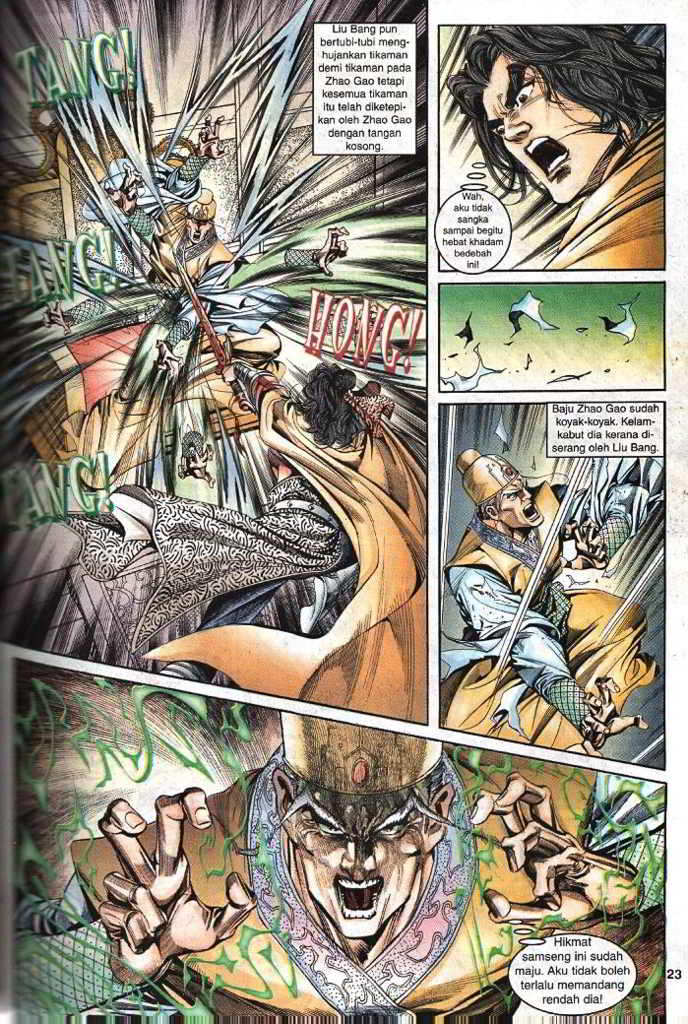 Liu Bang pun
bertubi-tubi meng-
hujankan tikaman
demi tikaman pada
Zhao Gao tetapi
kesemua tikaman
itu telah diketepi-
kan oleh Zhao Gao
dengan tangan
kosong.
TANG!
TANG!
HONG!
TANG!
Wah,
aku tidak
sangka
sampai begitu
hebat khadam
bedebah
ini!
Baju Zhao Gao sudah
koyak-koyak. Kelam-
kabut dia kerana di-
serang oleh Liu Bang.
Hikmat
samseng ini sudah
maju. Aku tidak boleh
terlalu memandang
rendah dia!
23